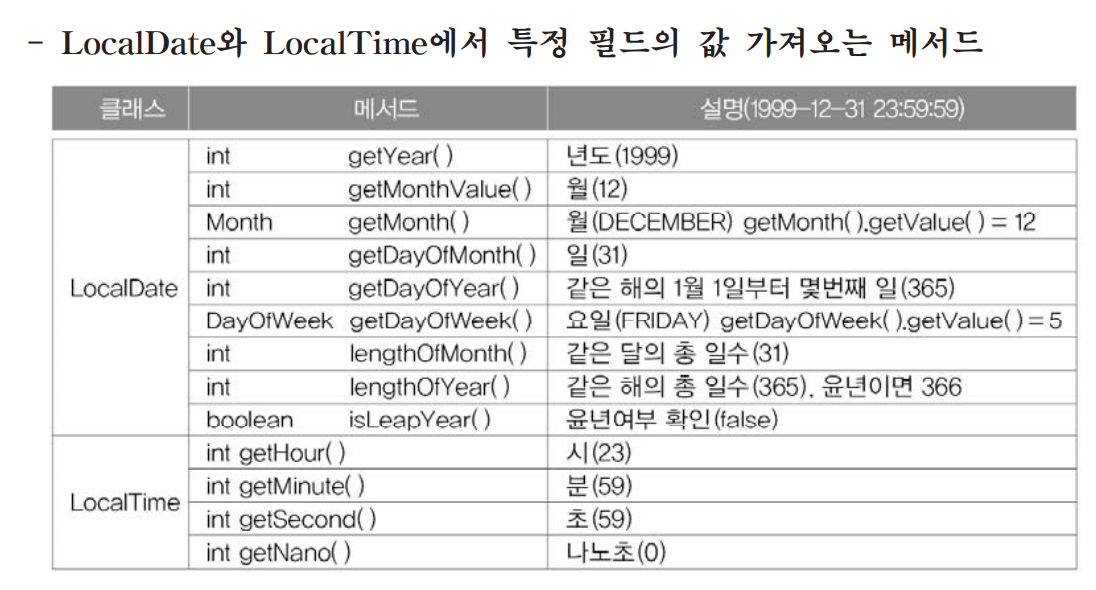 - LocalDate와 LocalTime에서 특정 필드의 값 가져오는 메서드
클래스 메서드 설명(1999-12-31 23:59:59)
LocalDate
int getYear( ) 년도(1999)
int getMonthValue( ) 월(12)
Month getMonth( ) 월(DECEMBER) getMonth( ).getValue( ) = 12
int getDayOfMonth( ) 일(31)
int getDayOfYear( ) 같은 해의 1월 1일부터 몇번째 일(365)
DayOfWeek getDayOfWeek( ) 요일(FRIDAY) getDayOfWeek( ).getValue( ) = 5
int lengthOfMonth( ) 같은 달의 총 일수(31)
int lengthOfYear( ) 같은 해의 총 일수(365), 윤년이면 366
boolean isLeapYear( ) 윤년여부 확인(false)
LocalTime
int getHour( ) 시(23)
int getMinute( ) 분(59)
int getSecond( ) 초(59)
int getNano( ) 나노초(0)